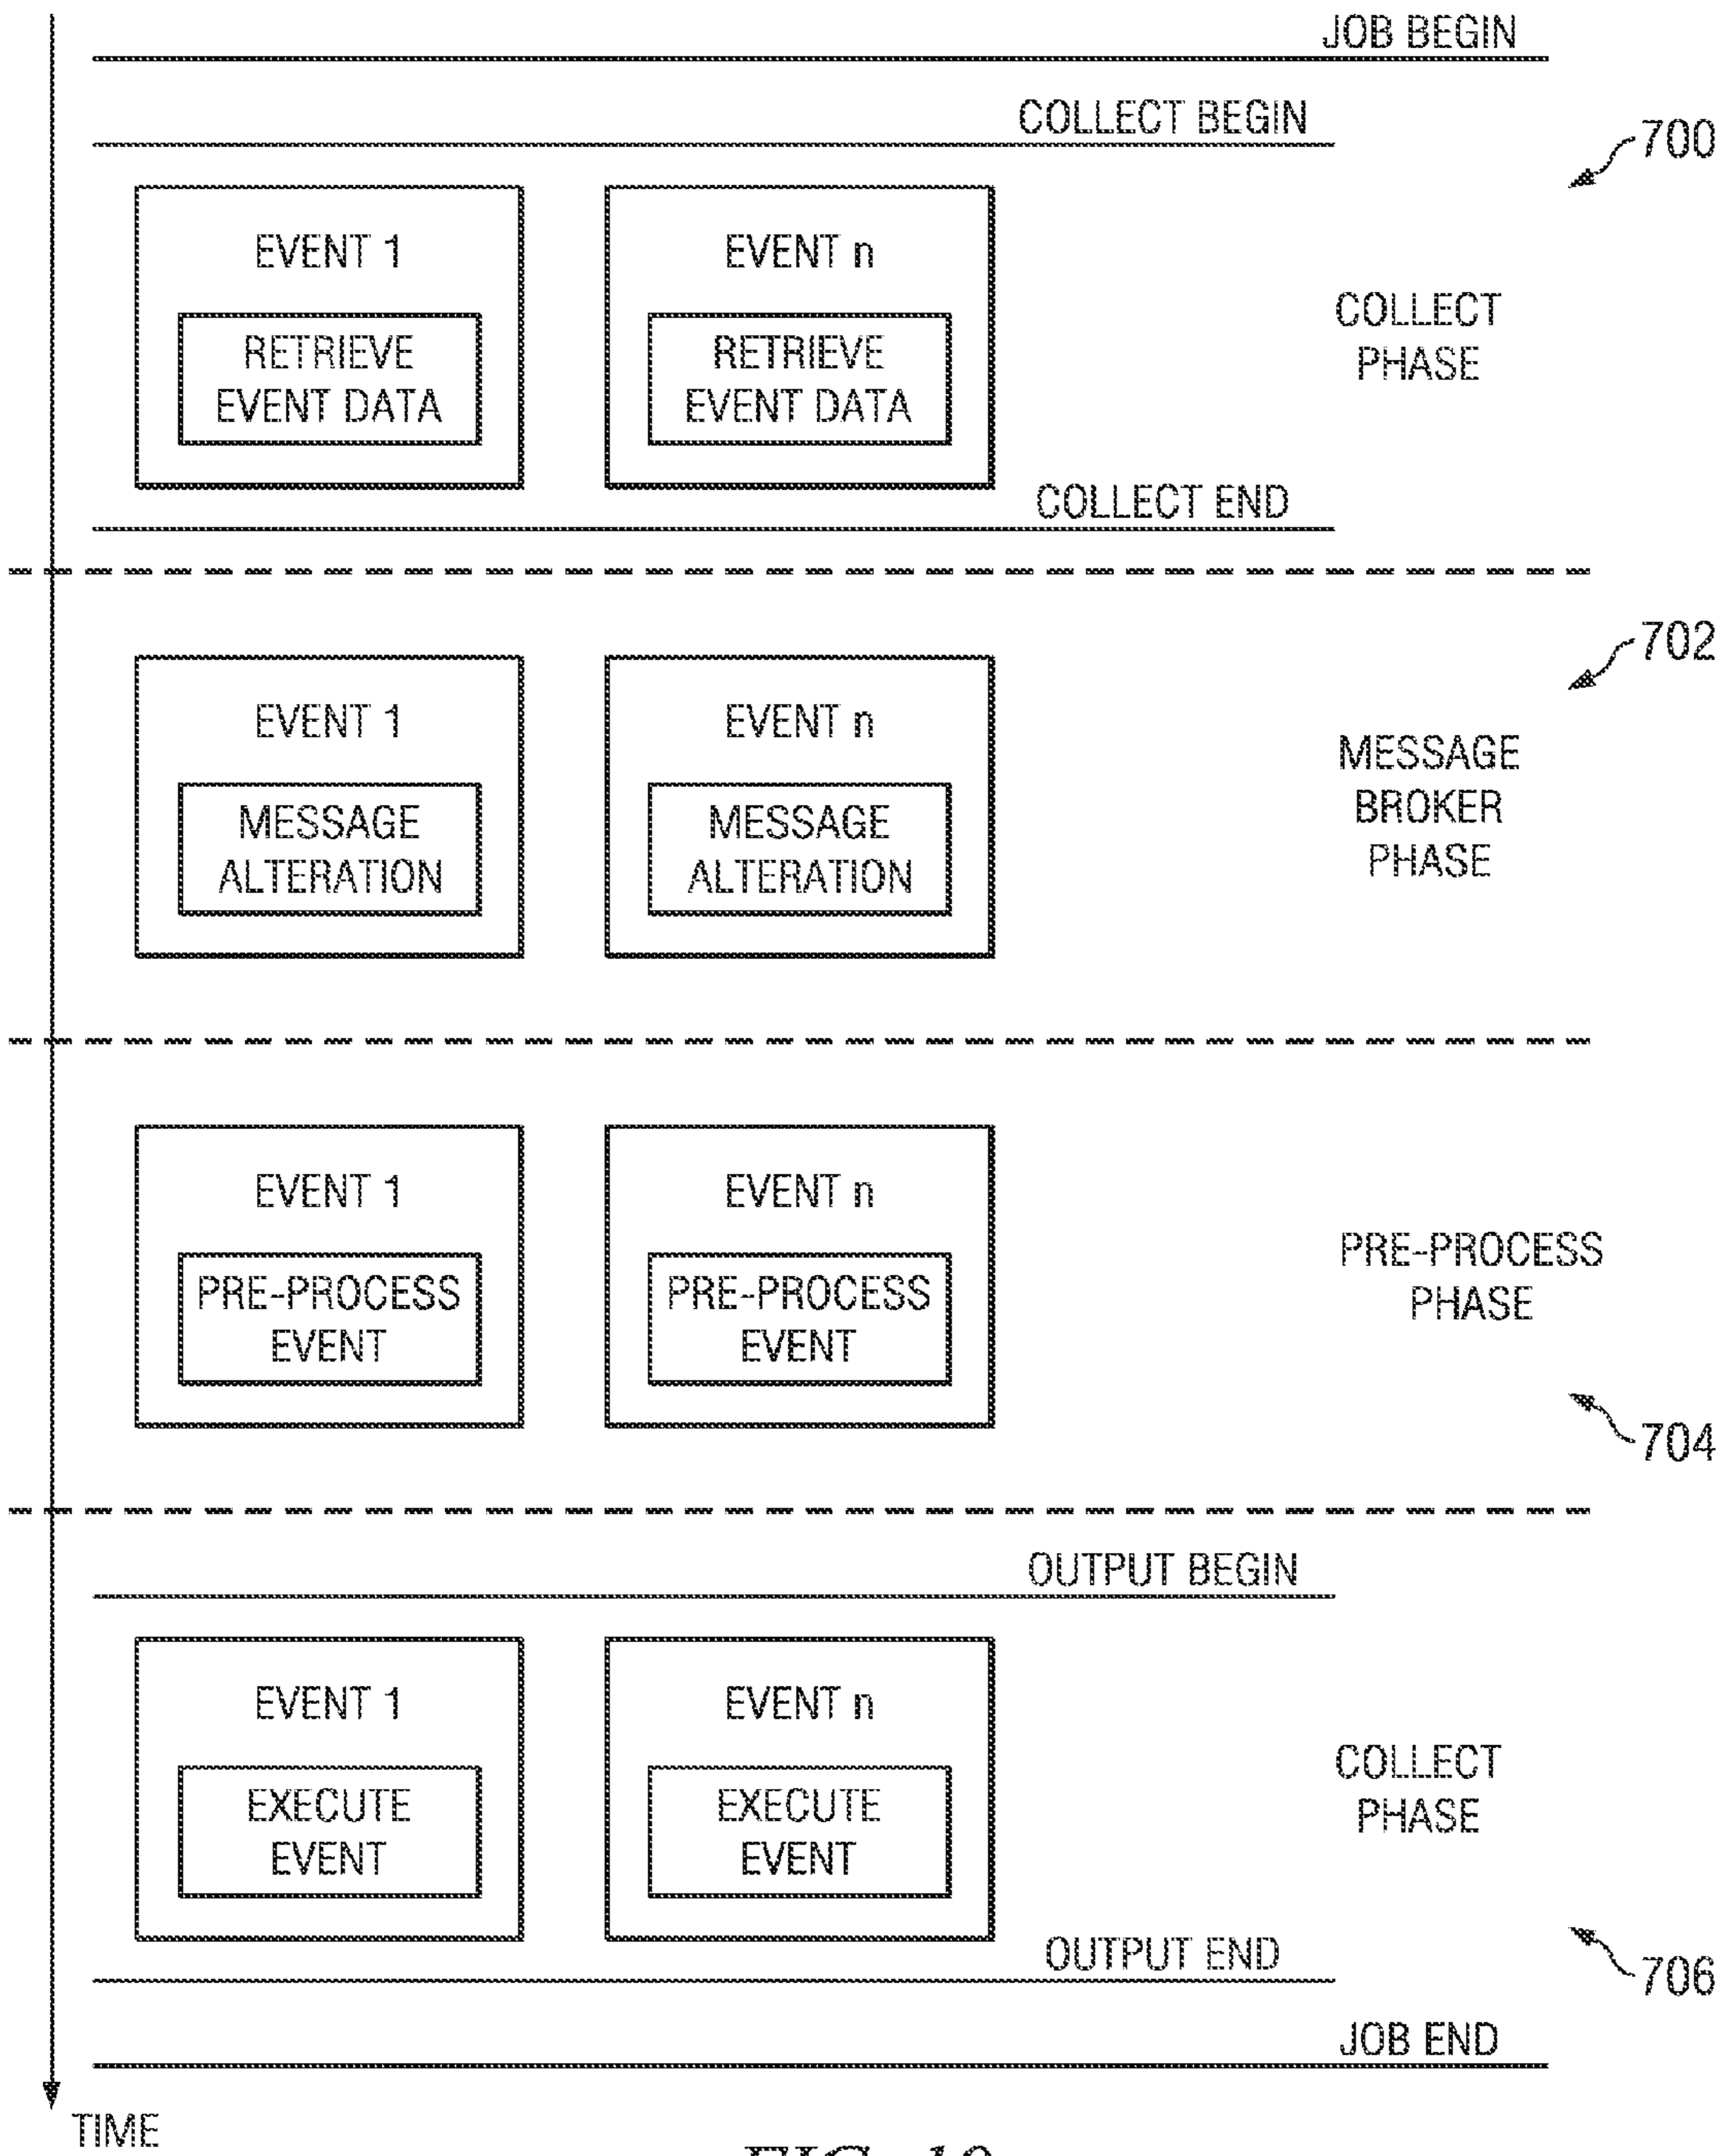 JOB BEGIN
COLLECT BEGIN
700
EVENT 1
RETRIEVE
EVENT DATA
EVENT n
RETRIEVE
EVENT DATA
COLLECT
PHASE
COLLECT END
702
EVENT 1
MESSAGE
ALTERATION
EVENT n
MESSAGE
ALTERATION
MESSAGE
BROKER
PHASE
EVENT 1
PRE-PROCESS
EVENT
EVENT n
PRE-PROCESS
EVENT
PRE-PROCESS
PHASE
704
OUTPUT BEGIN
EVENT 1
EXECUTE
EVENT
EVENT n
EXECUTE
EVENT
COLLECT
PHASE
OUTPUT END
706
JOB END
TIME